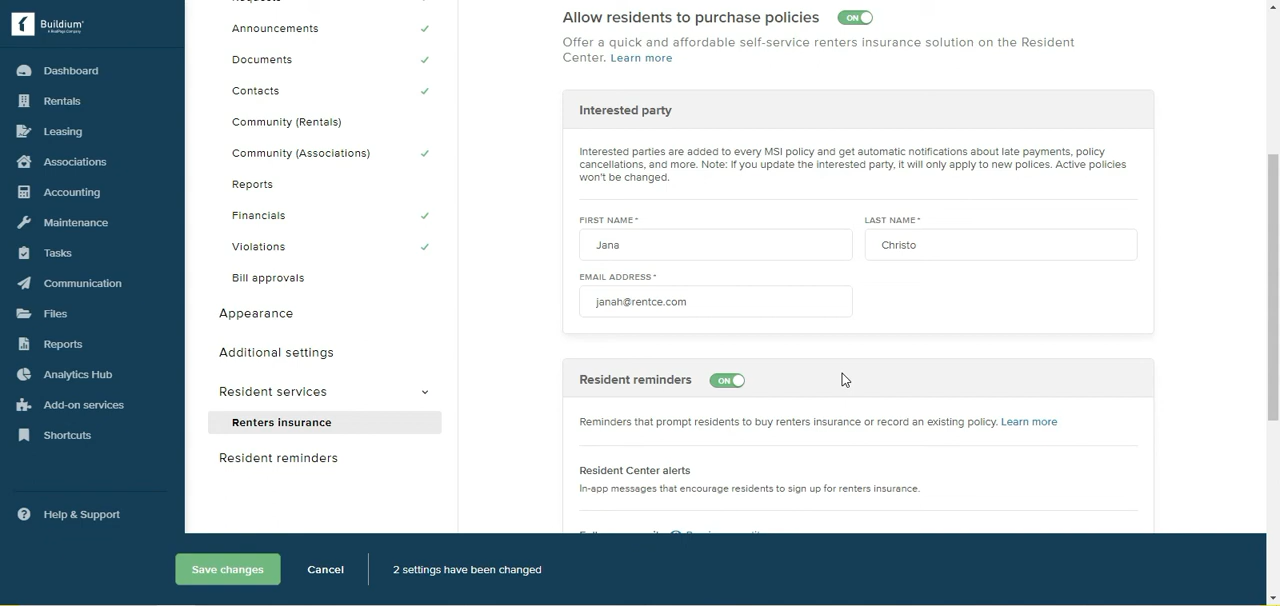 Buildium
A RealPage Company
Dashboard
Rentals
Leasing
Associations
Accounting
Maintenance
Tasks
Communication
Files
Reports
Analytics Hub
Add-on services
Shortcuts
Help & Support
Announcements
Documents
Contacts
Community (Rentals)
Community (Associations)
Reports
Financials
Violations
Bill approvals
Appearance
Additional settings
Resident services
Renters insurance
Resident reminders
Allow residents to purchase policies ON
Offer a quick and affordable self-service renters insurance solution on the Resident
Center. Learn more
Interested party
Interested parties are added to every MSI policy and get automatic notifications about late payments, policy
cancellations, and more. Note: If you update the interested party, it will only apply to new polices. Active policies
won't be changed.
FIRST NAME* LAST NAME*
Jana Christo
EMAIL ADDRESS*
janah@rentce.com
Resident reminders ON
Reminders that prompt residents to buy renters insurance or record an existing policy. Learn more
Resident Center alerts
In-app messages that encourage residents to sign up for renters insurance.
Save changes Cancel 2 settings have been changed